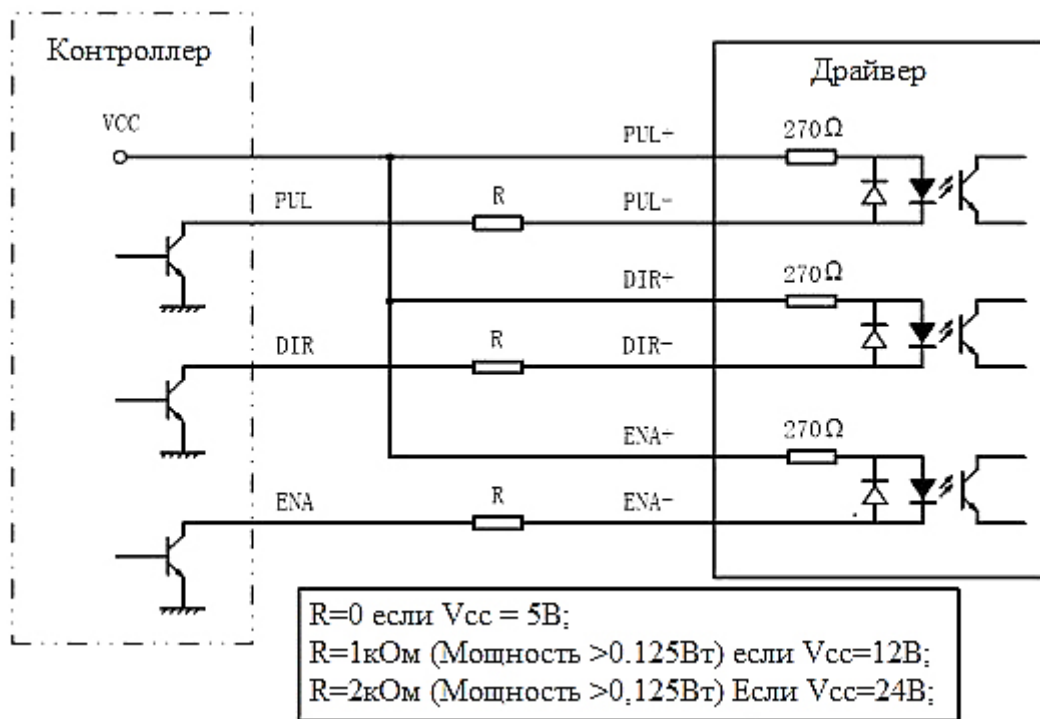 Контроллер
Драйвер
VCC
PUL+
270Ω
PUL
R
PUL-
DIR+
270Ω
DIR
R
DIR-
ENA+
270Ω
ENA
R
ENA-
R=0 если Vcc = 5В;
R=1кОм (Мощность >0.125Вт) если Vcc=12В;
R=2кОм (Мощность >0,125Вт) Если Vcc=24В;